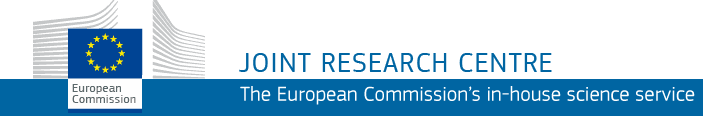 JOINT RESEARCH CENTRE
European
Commission
The European Commission's in-house science service